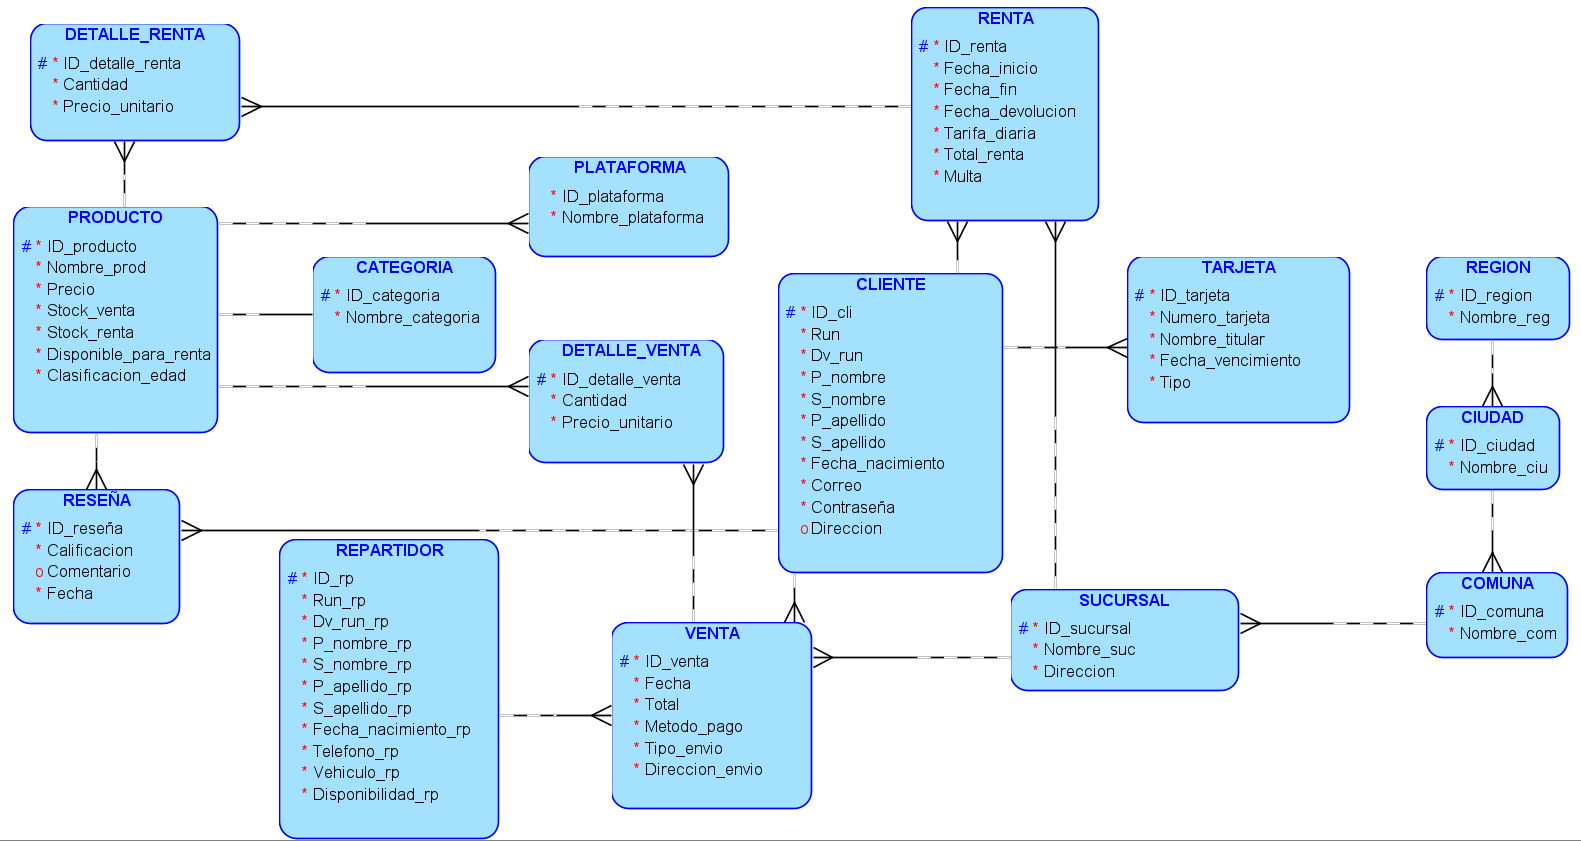 DETALLE_RENTA
# * ID_detalle_renta
* Cantidad
* Precio_unitario
RENTA
# * ID_renta
* Fecha_inicio
* Fecha_fin
* Fecha_devolucion
* Tarifa_diaria
* Total_renta
* Multa
PLATAFORMA
* ID_plataforma
* Nombre_plataforma
PRODUCTO
# * ID_producto
* Nombre_prod
* Precio
* Stock_venta
* Stock_renta
* Disponible_para_renta
* Clasificacion_edad
CATEGORIA
# * ID_categoria
* Nombre_categoria
DETALLE_VENTA
# * ID_detalle_venta
* Cantidad
* Precio_unitario
CLIENTE
# * ID_cli
* Run
* Dv_run
* P_nombre
* S_nombre
* P_apellido
* S_apellido
* Fecha_nacimiento
* Correo
* Contraseña
o Direccion
TARJETA
# * ID_tarjeta
* Numero_tarjeta
* Nombre_titular
* Fecha_vencimiento
* Tipo
REGION
# * ID_region
* Nombre_reg
CIUDAD
# * ID_ciudad
* Nombre_ciu
RESEÑA
# * ID_reseña
* Calificacion
o Comentario
* Fecha
REPARTIDOR
# * ID_rp
* Run_rp
* Dv_run_rp
* P_nombre_rp
* S_nombre_rp
* P_apellido_rp
* S_apellido_rp
* Fecha_nacimiento_rp
* Telefono_rp
* Vehiculo_rp
* Disponibilidad_rp
VENTA
# * ID_venta
* Fecha
* Total
* Metodo_pago
* Tipo_envio
* Direccion_envio
SUCURSAL
# * ID_sucursal
* Nombre_suc
* Direccion
COMUNA
# * ID_comuna
* Nombre_com